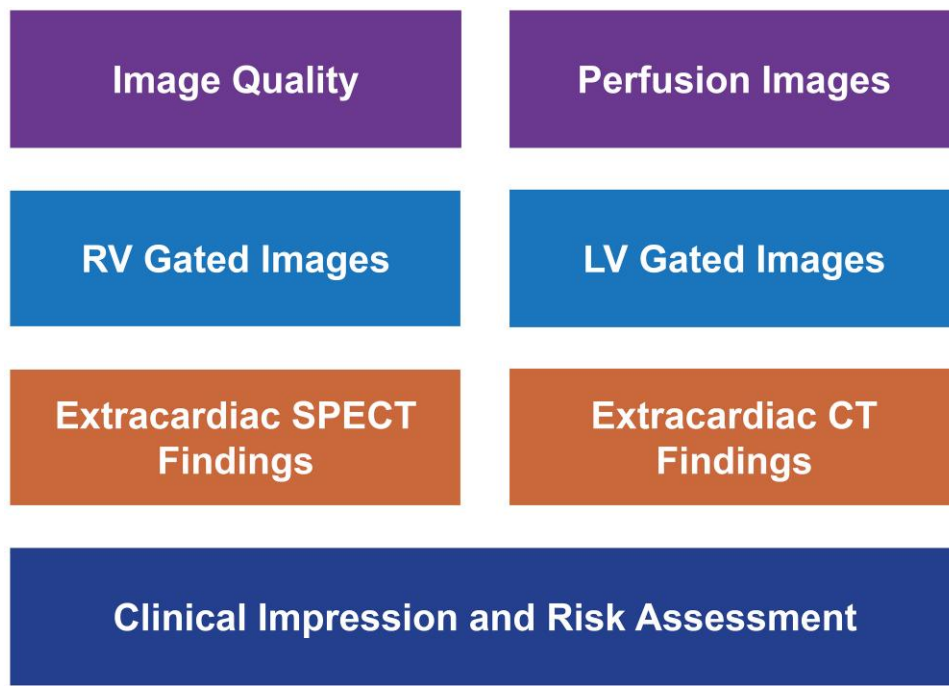 Image Quality
Perfusion Images
RV Gated Images
LV Gated Images
Extracardiac SPECT
Findings
Extracardiac CT
Findings
Clinical Impression and Risk Assessment